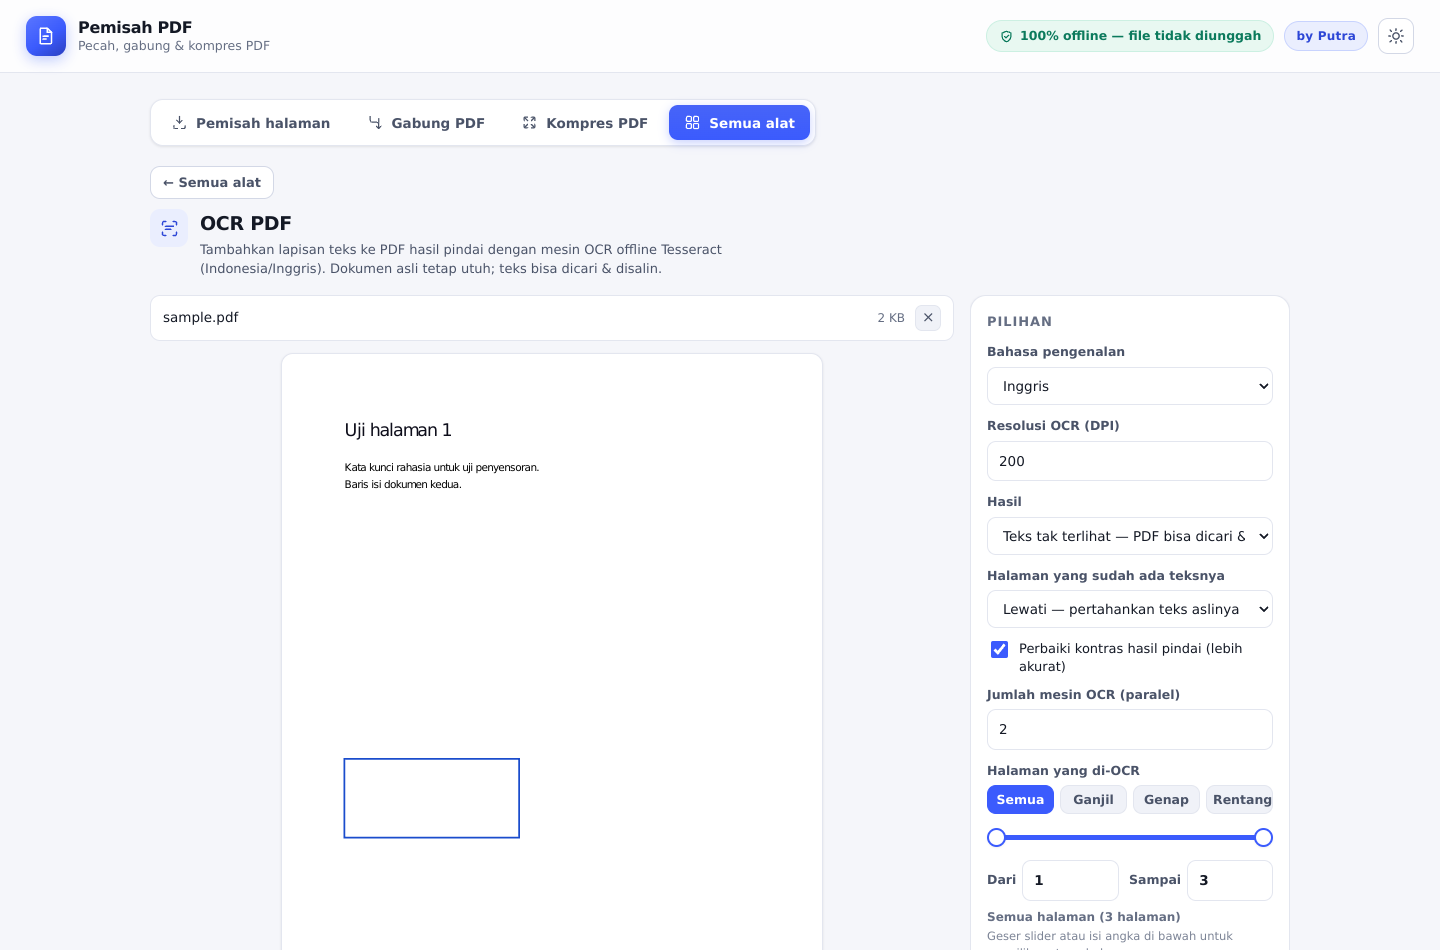 Pemisah PDF
Pecah, gabung & kompres PDF
100% offline — file tidak diunggah
by Putra
Pemisah halaman
Gabung PDF
Kompres PDF
Semua alat
← Semua alat
OCR PDF
Tambahkan lapisan teks ke PDF hasil pindai dengan mesin OCR offline Tesseract
(Indonesia/Inggris). Dokumen asli tetap utuh; teks bisa dicari & disalin.
sample.pdf
2 KB
Uji halaman 1
Kata kunci rahasia untuk uji penyensoran.
Baris isi dokumen kedua.
PILIHAN
Bahasa pengenalan
Inggris
Resolusi OCR (DPI)
200
Hasil
Teks tak terlihat — PDF bisa dicari &
Halaman yang sudah ada teksnya
Lewati — pertahankan teks aslinya
Perbaiki kontras hasil pindai (lebih
akurat)
Jumlah mesin OCR (paralel)
2
Halaman yang di-OCR
Semua
Ganjil
Genap
Rentang
Dari
1
Sampai
3
Semua halaman (3 halaman)
Geser slider atau isi angka di bawah untuk